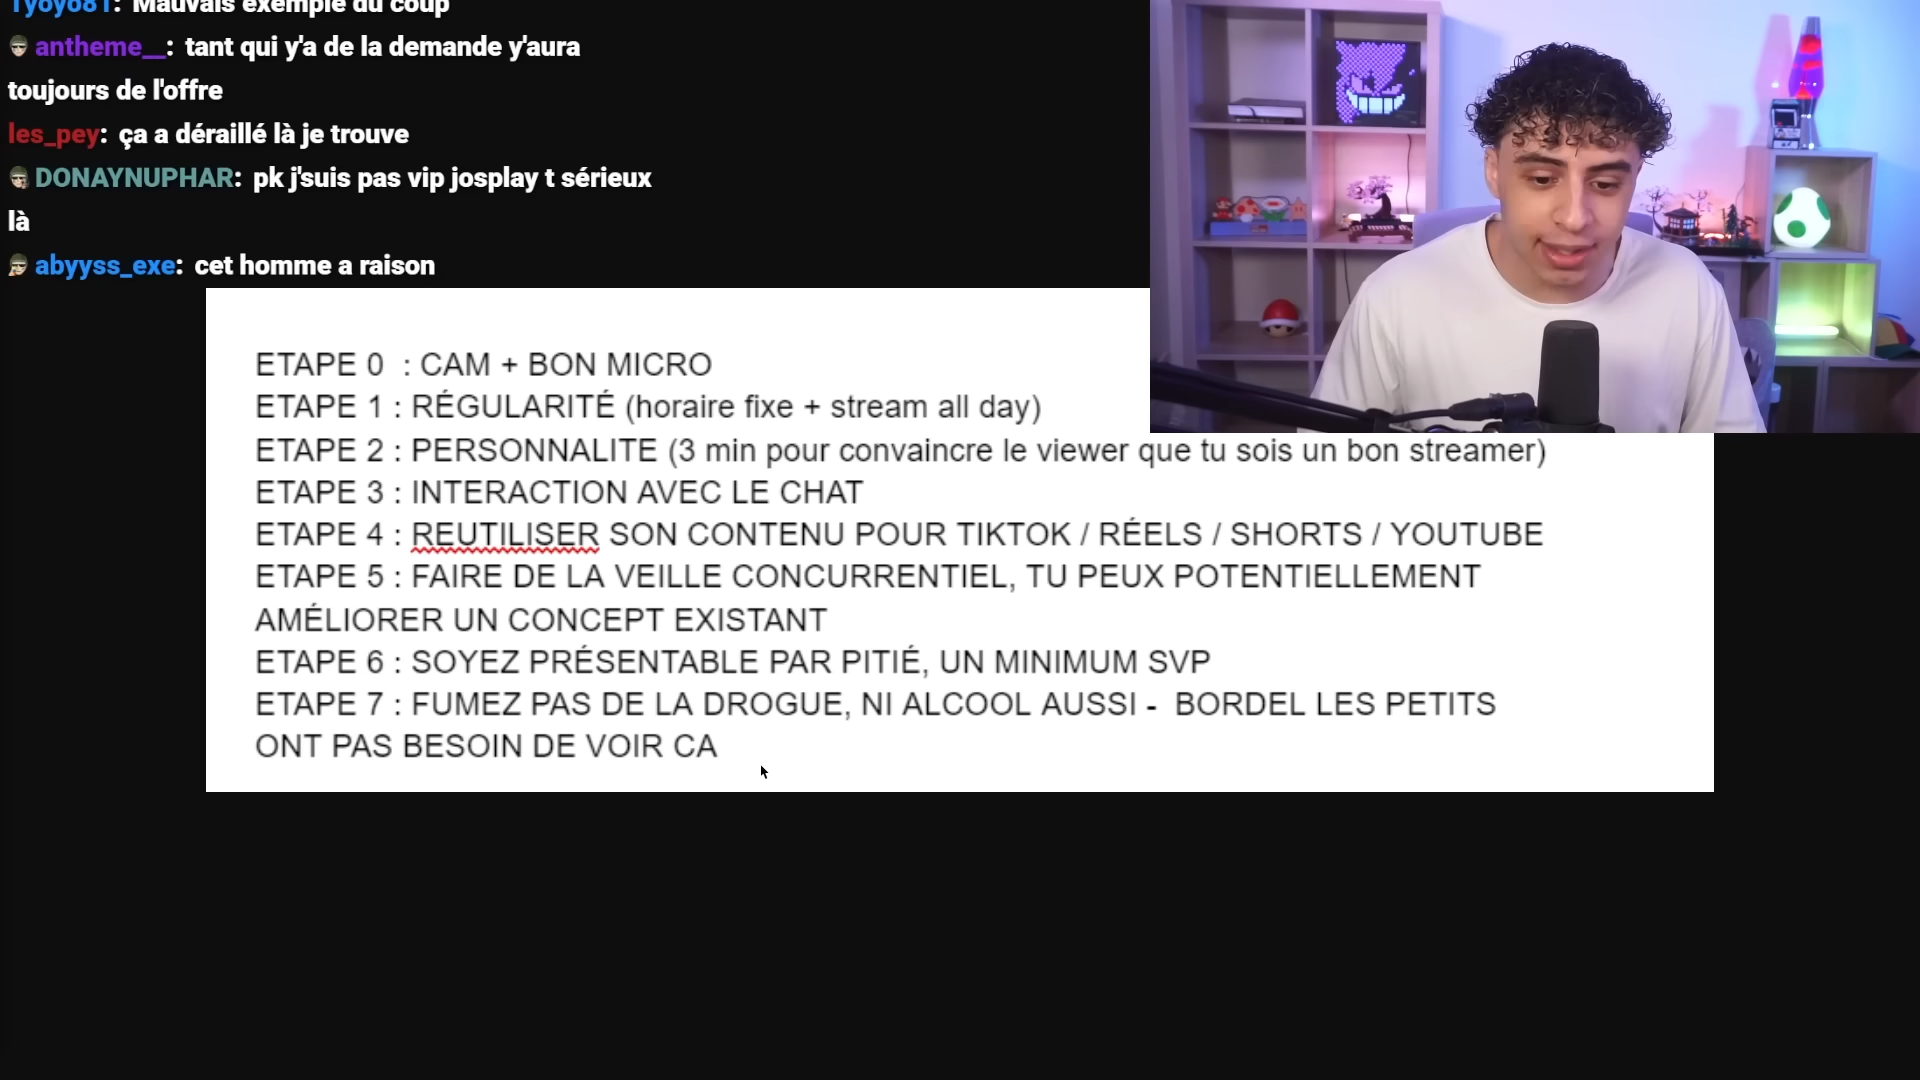 Tyoyo81: Mauvais exemple du coup
antheme__: tant qui y'a de la demande y'aura
toujours de l'offre
les_pey: ça a déraillé là je trouve
DONAYNUPHAR: pk j'suis pas vip josplay t sérieux
là
abyyss_exe: cet homme a raison
ETAPE 0 : CAM + BON MICRO
ETAPE 1 : RÉGULARITÉ (horaire fixe + stream all day)
ETAPE 2 : PERSONNALITE (3 min pour convaincre le viewer que tu sois un bon streamer)
ETAPE 3 : INTERACTION AVEC LE CHAT
ETAPE 4 : REUTILISER SON CONTENU POUR TIKTOK / RÉELS / SHORTS / YOUTUBE
ETAPE 5 : FAIRE DE LA VEILLE CONCURRENTIEL, TU PEUX POTENTIELLEMENT
AMÉLIORER UN CONCEPT EXISTANT
ETAPE 6 : SOYEZ PRÉSENTABLE PAR PITIÉ, UN MINIMUM SVP
ETAPE 7 : FUMEZ PAS DE LA DROGUE, NI ALCOOL AUSSI - BORDEL LES PETITS
ONT PAS BESOIN DE VOIR CA